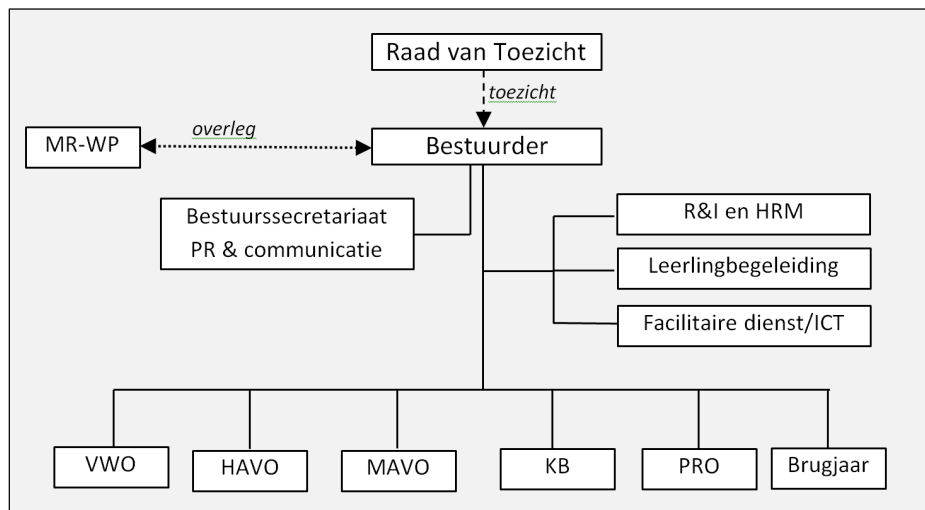 Raad van Toezicht
toezicht
overleg
MR-WP
Bestuurder
Bestuurssecretariaat
PR & communicatie
R&I en HRM
Leerlingbegeleiding
Facilitaire dienst/ICT
VWO
HAVO
MAVO
KB
PRO
Brugjaar